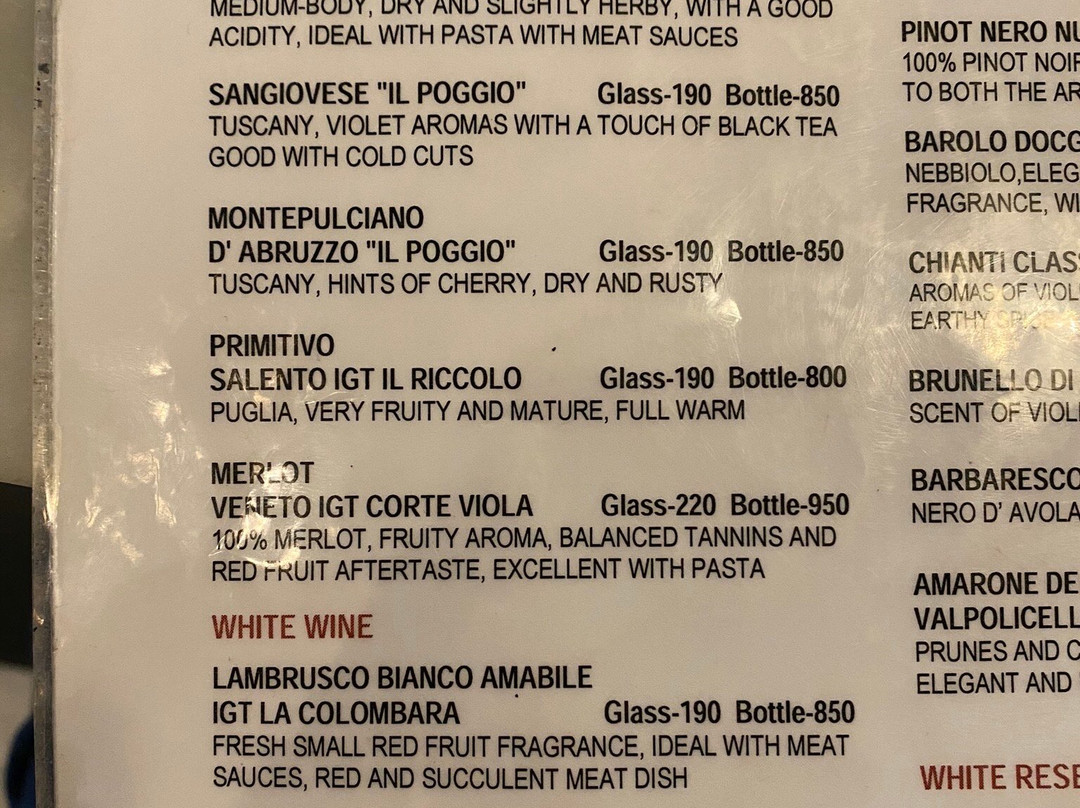 MEDIUM-BODY, DRY AND SLIGHTLY HERBY, WITH A GOOD
ACIDITY, IDEAL WITH PASTA WITH MEAT SAUCES
SANGIOVESE "IL POGGIO" Glass-190 Bottle-850
TUSCANY, VIOLET AROMAS WITH A TOUCH OF BLACK TEA
GOOD WITH COLD CUTS
MONTEPULCIANO
D' ABRUZZO "IL POGGIO" Glass-190 Bottle-850
TUSCANY, HINTS OF CHERRY, DRY AND RUSTY
PRIMITIVO
SALENTO IGT IL RICCOLO Glass-190 Bottle-800
PUGLIA, VERY FRUITY AND MATURE, FULL WARM
MERLOT
VENETO IGT CORTE VIOLA Glass-220 Bottle-950
100% MERLOT, FRUITY AROMA, BALANCED TANNINS AND
RED FRUIT AFTERTASTE, EXCELLENT WITH PASTA
WHITE WINE
LAMBRUSCO BIANCO AMABILE
IGT LA COLOMBARA Glass-190 Bottle-850
FRESH SMALL RED FRUIT FRAGRANCE, IDEAL WITH MEAT
SAUCES, RED AND SUCCULENT MEAT DISH
PINOT NERO
100% PINOT
TO BOTH THE
BAROLO DOCG
NEBBIOLO,
FRAGRANCE,
CHIANTI
AROMAS OF
EARTHY
BRUNELLO DI
SCENT OF
BARBARESCO
NERO D' AVOLA
AMARONE
PRUNES AND
ELEGANT AND
WHITE